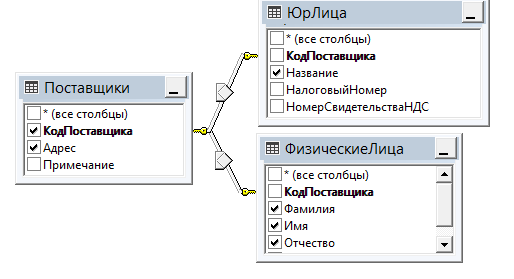 Поставщики
* (все столбцы)
КодПоставщика
Адрес
Примечание
ЮрЛица
* (все столбцы)
КодПоставщика
Название
НалоговыйНомер
НомерСвидетельстваНДС
ФизическиеЛица
* (все столбцы)
КодПоставщика
Фамилия
Имя
Отчество